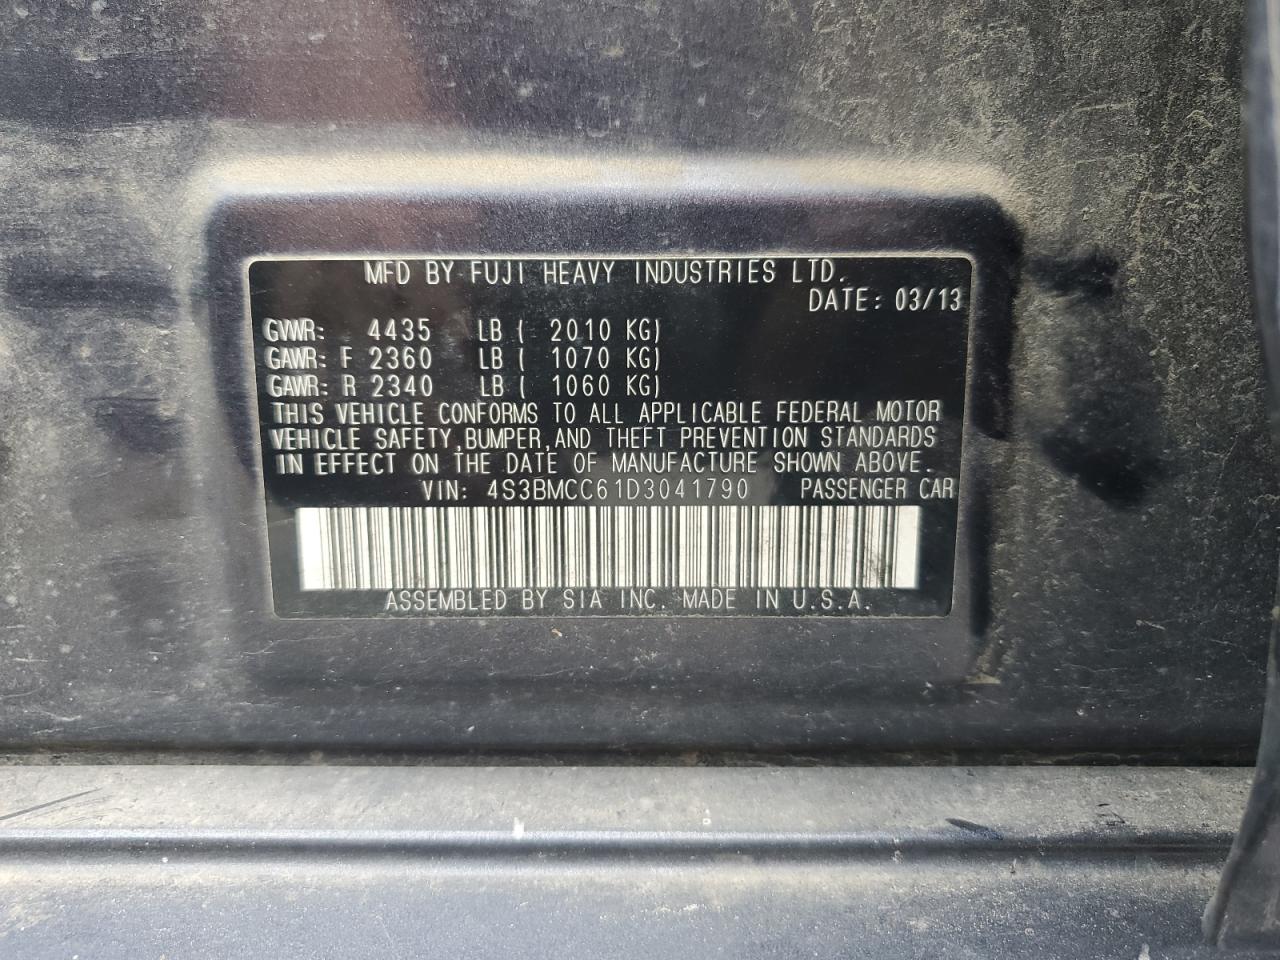 MFD BY FUJI HEAVY INDUSTRIES LTD.
DATE: 03/13
GVWR: 4435 LB ( 2010 KG)
GAWR: F 2360 LB ( 1070 KG)
GAWR: R 2340 LB ( 1060 KG)
THIS VEHICLE CONFORMS TO ALL APPLICABLE FEDERAL MOTOR
VEHICLE SAFETY,BUMPER,AND THEFT PREVENTION STANDARDS
IN EFFECT ON THE DATE OF MANUFACTURE SHOWN ABOVE.
VIN: 4S3BMCC61D3041790 PASSENGER CAR
ASSEMBLED BY SIA INC. MADE IN U.S.A.